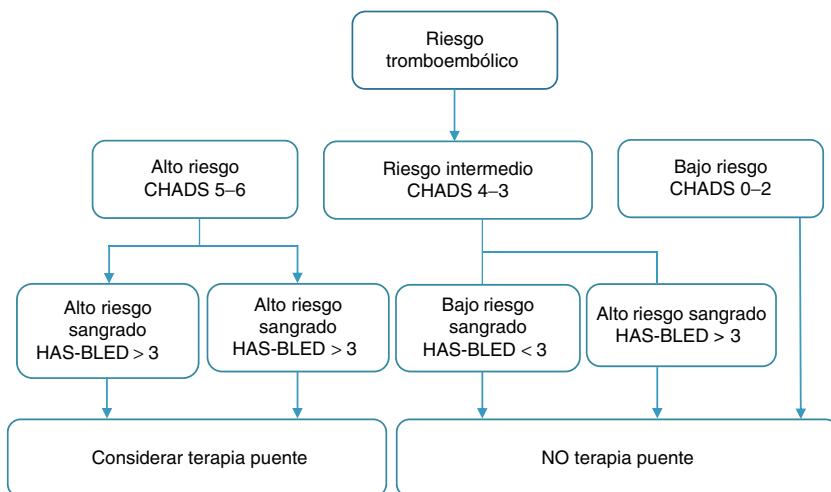 Riesgo
tromboembólico
Alto riesgo
CHADS 5–6
Riesgo intermedio
CHADS 4–3
Bajo riesgo
CHADS 0–2
Alto riesgo
sangrado
HAS-BLED > 3
Alto riesgo
sangrado
HAS-BLED > 3
Bajo riesgo
sangrado
HAS-BLED < 3
Alto riesgo sangrado
HAS-BLED > 3
Considerar terapia puente
NO terapia puente